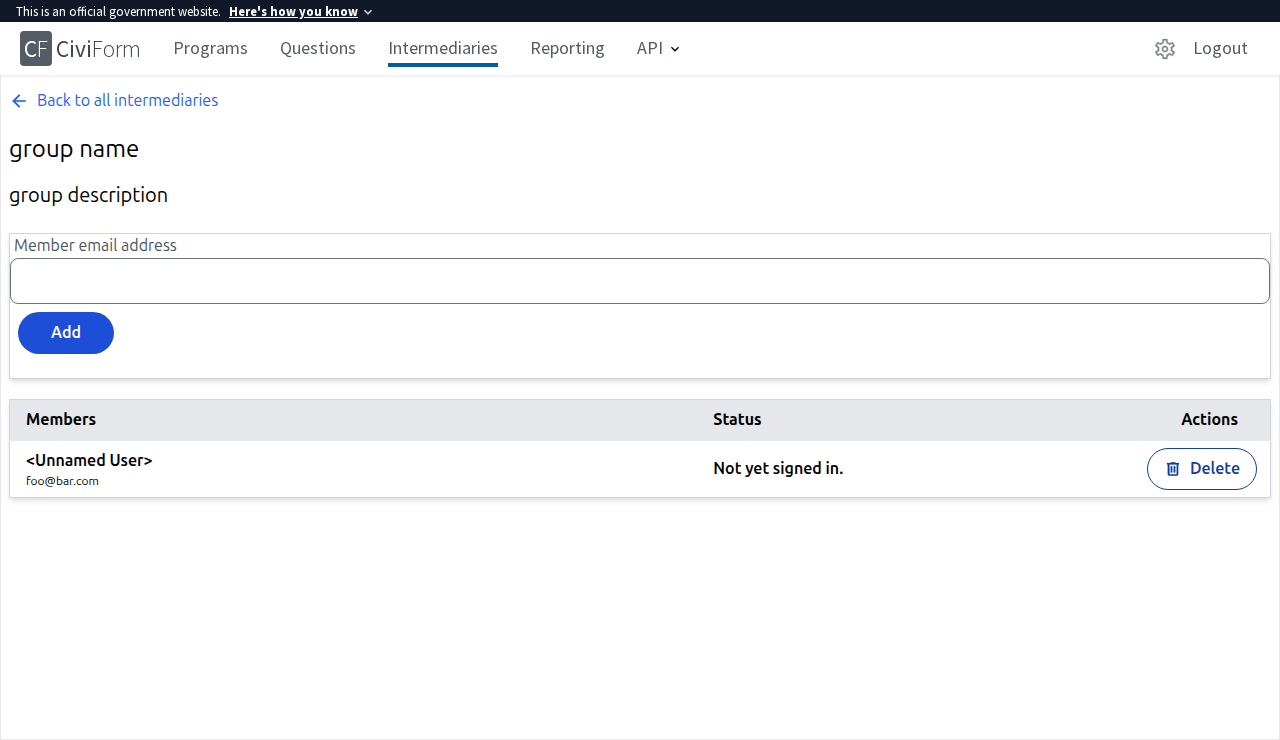 This is an official government website. Here's how you know
CF CiviForm Programs Questions Intermediaries Reporting API Logout
Back to all intermediaries
group name
group description
Member email address
Add
Members Status Actions
<Unnamed User> Not yet signed in. Delete
foo@bar.com